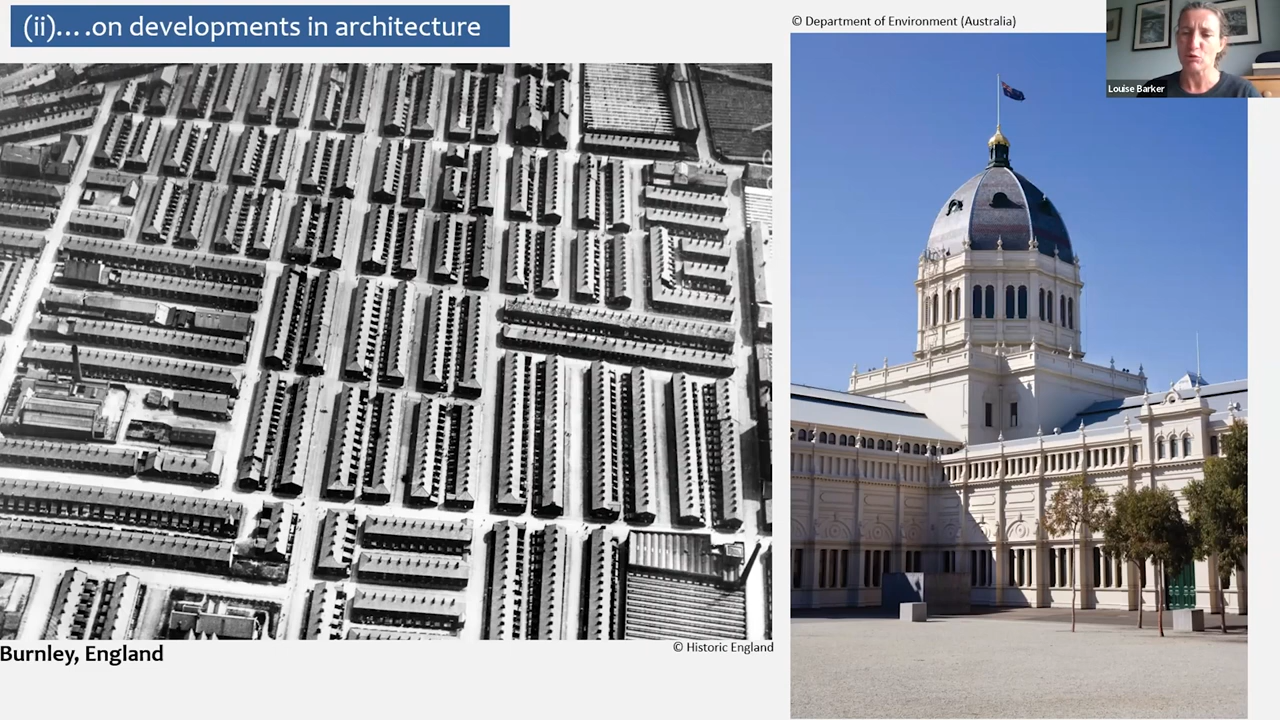 (ii)....on developments in architecture
© Department of Environment (Australia)
Louise Barker
Burnley, England
© Historic England